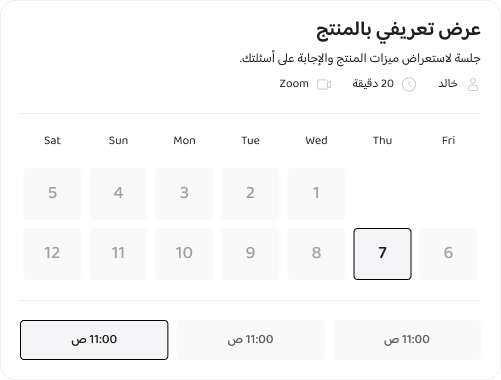 عرض تعريفي بالمنتج
جلسة لاستعراض ميزات المنتج والإجابة على أسئلتك.
خالد 20 دقيقة Zoom
Sat Sun Mon Tue Wed Thu Fri
5 4 3 2 1
12 11 10 9 8 7 6
11:00 ص 11:00 ص 11:00 ص